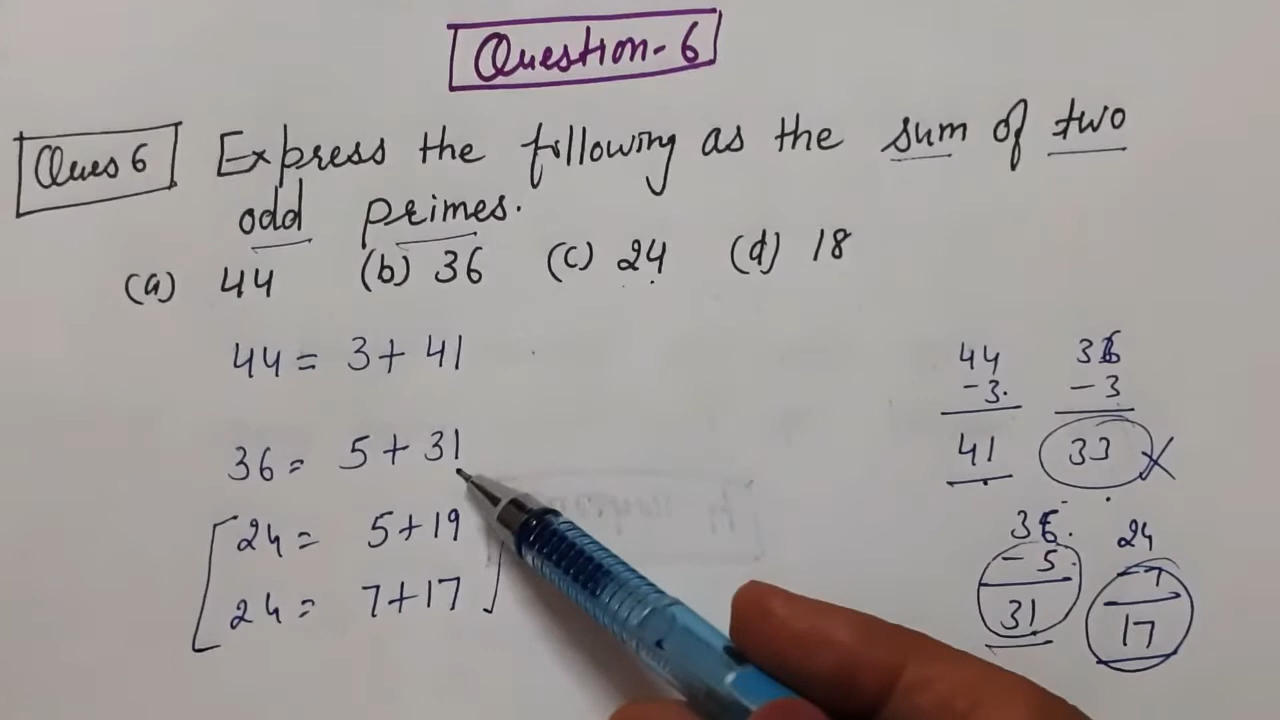 Question-6
Ques 6 Express the following as the sum of two
odd primes.
(a) 44 (b) 36 (c) 24 (d) 18
44 = 3 + 41
36 = 5 + 31
24 = 5 + 19
24 = 7 + 17
44 36
-3. -3
41 33 X
36. 24
-5. -7
31 17